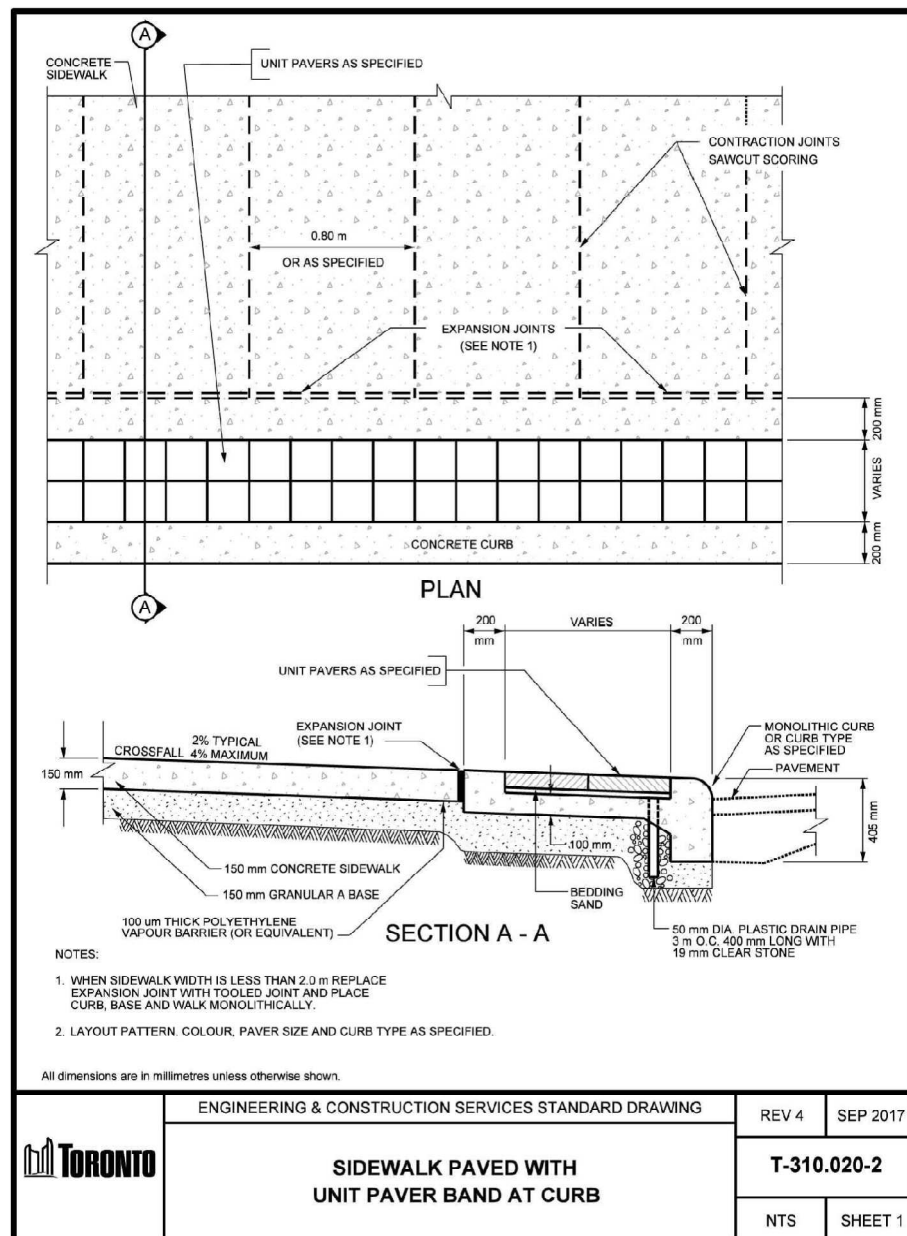 A
CONCRETE
SIDEWALK
UNIT PAVERS AS SPECIFIED
CONTRACTION JOINTS
SAWCUT SCORING
0.80 m
OR AS SPECIFIED
EXPANSION JOINTS
(SEE NOTE 1)
200 mm
VARIES
200 mm
CONCRETE CURB
PLAN
A
200
mm
VARIES
200
mm
UNIT PAVERS AS SPECIFIED
EXPANSION JOINT
(SEE NOTE 1)
MONOLITHIC CURB
OR CURB TYPE
AS SPECIFIED
PAVEMENT
CROSSFALL
2% TYPICAL
4% MAXIMUM
150 mm
405 mm
100 mm
150 mm CONCRETE SIDEWALK
150 mm GRANULAR A BASE
BEDDING
SAND
100 um THICK POLYETHYLENE
VAPOUR BARRIER (OR EQUIVALENT)
SECTION A - A
50 mm DIA. PLASTIC DRAIN PIPE
3 m O.C. 400 mm LONG WITH
19 mm CLEAR STONE
NOTES:
1. WHEN SIDEWALK WIDTH IS LESS THAN 2.0 m REPLACE
EXPANSION JOINT WITH TOOLED JOINT AND PLACE
CURB, BASE AND WALK MONOLITHICALLY.
2. LAYOUT PATTERN. COLOUR, PAVER SIZE AND CURB TYPE AS SPECIFIED.
All dimensions are in millimetres unless otherwise shown.
TORONTO
ENGINEERING & CONSTRUCTION SERVICES STANDARD DRAWING
REV 4
SEP 2017
SIDEWALK PAVED WITH
UNIT PAVER BAND AT CURB
T-310.020-2
NTS
SHEET 1